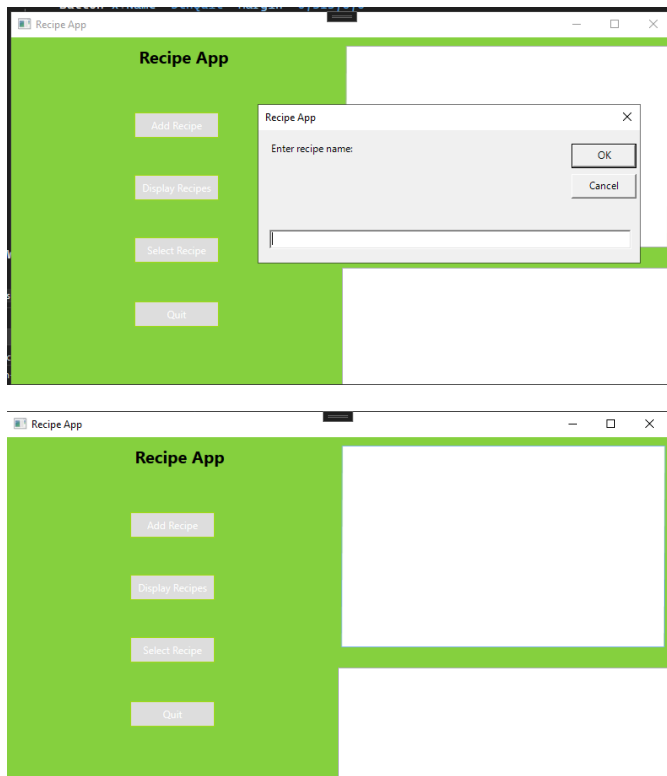 Recipe App
Recipe App
Add Recipe
Display Recipes
Select Recipe
Quit
Recipe App
Enter recipe name:
OK
Cancel
Recipe App
Recipe App
Add Recipe
Display Recipes
Select Recipe
Quit